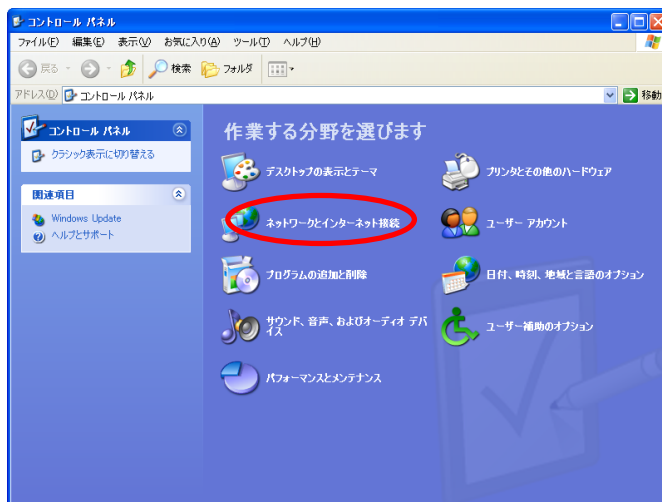 コントロール パネル
ファイル(F) 編集(E) 表示(V) お気に入り(A) ツール(T) ヘルプ(H)
戻る 検索 フォルダ
アドレス(D) コントロール パネル 移動
コントロール パネル
クラシック表示に切り替える
関連項目
Windows Update
ヘルプとサポート
作業する分野を選びます
デスクトップの表示とテーマ
プリンタとその他のハードウェア
ネットワークとインターネット接続
ユーザー アカウント
プログラムの追加と削除
日付、時刻、地域と言語のオプション
サウンド、音声、およびオーディオ デバ
イス
ユーザー補助のオプション
パフォーマンスとメンテナンス